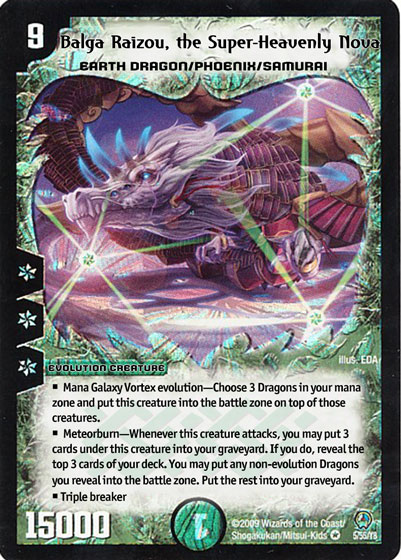 9
Balga Raizou, the Super-Heavenly Nova
EARTH DRAGON/PHOENIX/SAMURAI
Illus. EDA
EVOLUTION CREATURE
▪ Mana Galaxy Vortex evolution—Choose 3 Dragons in your mana
zone and put this creature into the battle zone on top of those
creatures.
▪ Meteorburn—Whenever this creature attacks, you may put 3
cards under this creature into your graveyard. If you do, reveal the
top 3 cards of your deck. You may put any non-evolution Dragons
you reveal into the battle zone. Put the rest into your graveyard.
▪ Triple breaker
15000
©2009 Wizards of the Coast/
Shogakukan/Mitsui-Kids
5/55/Y8